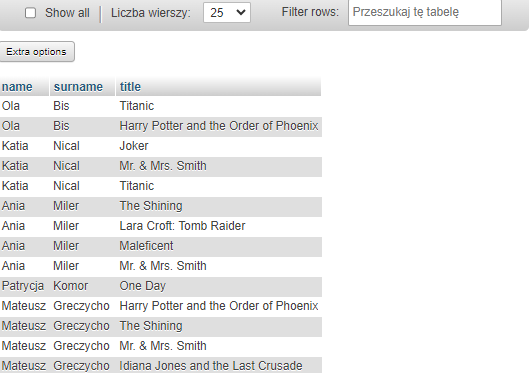 Show all Liczba wierszy: 25 Filter rows: Przeszukaj tę tabelę
Extra options
name surname title
Ola Bis Titanic
Ola Bis Harry Potter and the Order of Phoenix
Katia Nical Joker
Katia Nical Mr. & Mrs. Smith
Katia Nical Titanic
Ania Miler The Shining
Ania Miler Lara Croft: Tomb Raider
Ania Miler Maleficent
Ania Miler Mr. & Mrs. Smith
Patrycja Komor One Day
Mateusz Greczycho Harry Potter and the Order of Phoenix
Mateusz Greczycho The Shining
Mateusz Greczycho Mr. & Mrs. Smith
Mateusz Greczycho Idiana Jones and the Last Crusade